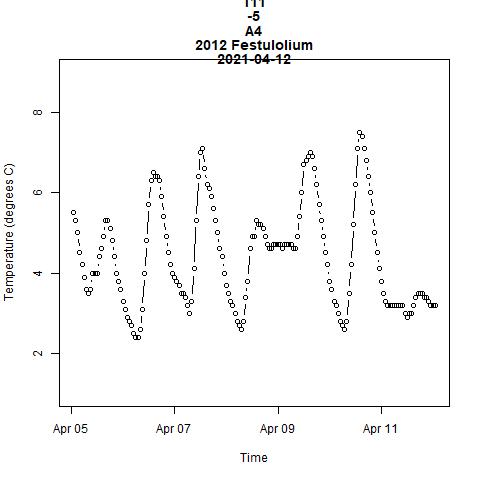 111
-5
A4
2012 Festulolium
2021-04-12
Temperature (degrees C)
8
6
4
2
Apr 05
Apr 07
Apr 09
Apr 11
Time